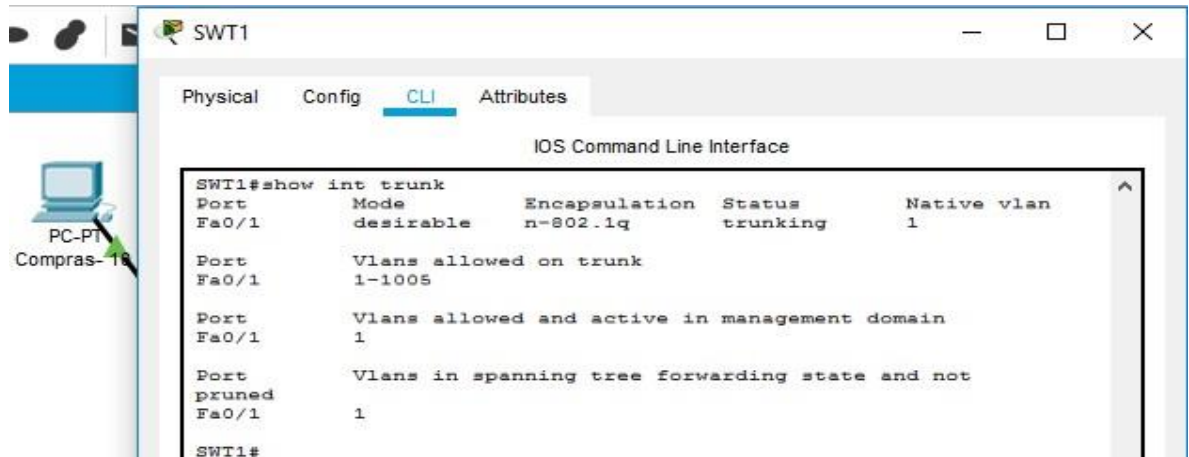 SWT1
Physical Config CLI Attributes
IOS Command Line Interface
PC-PT
Compras- 10
SWT1#show int trunk
Port Mode Encapsulation Status Native vlan
Fa0/1 desirable n-802.1q trunking 1
Port Vlans allowed on trunk
Fa0/1 1-1005
Port Vlans allowed and active in management domain
Fa0/1 1
Port Vlans in spanning tree forwarding state and not
pruned
Fa0/1 1
SWT1#